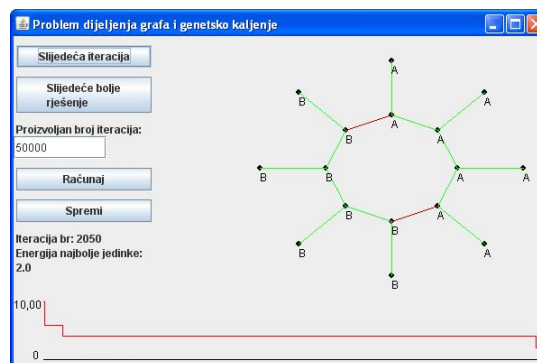 Problem dijeljenja grafa i genetsko kaljenje
Slijedeća iteracija
Slijedeće bolje
rješenje
Proizvoljan broj iteracija:
50000
Računaj
Spremi
Iteracija br: 2050
Energija najbolje jedinke:
2.0
A
B
A
B
A
A
B
B
A
A
B
A
B
B
A
B
10,00
0